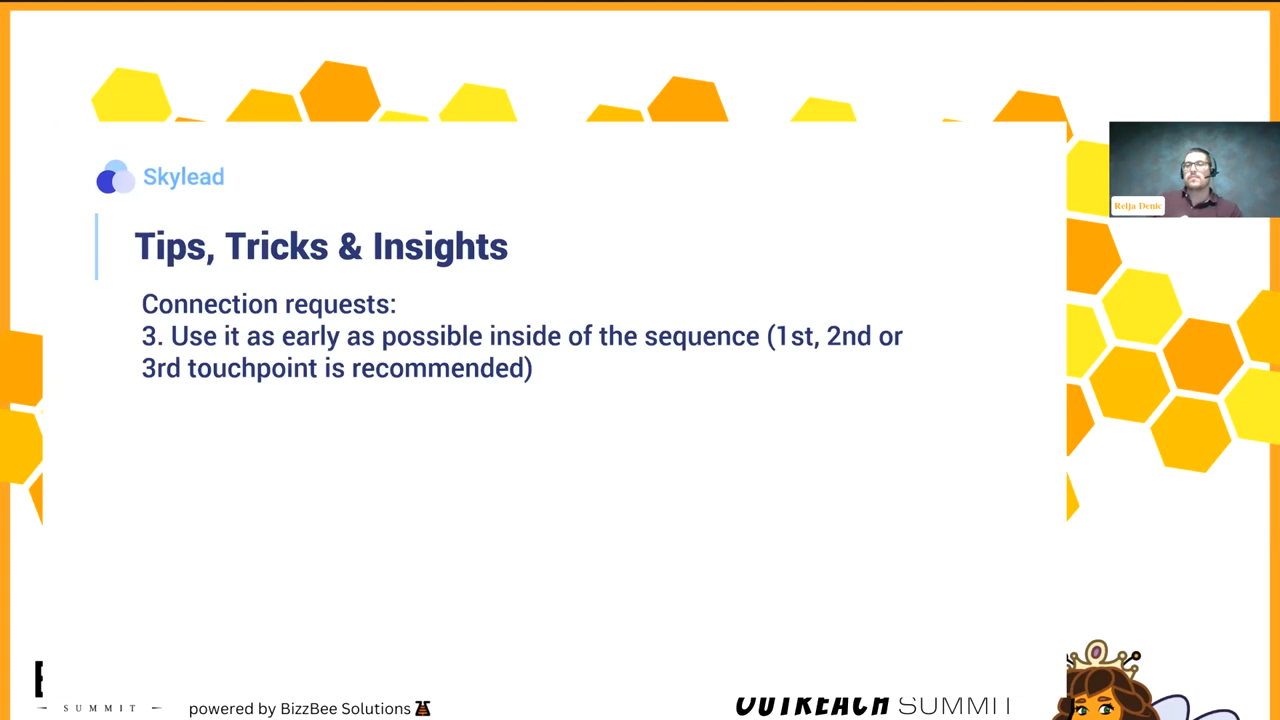 Skylead
Relja Denic
Tips, Tricks & Insights
Connection requests:
3. Use it as early as possible inside of the sequence (1st, 2nd or
3rd touchpoint is recommended)
OUTREACH SUMMIT
SUMMIT
powered by BizzBee Solutions